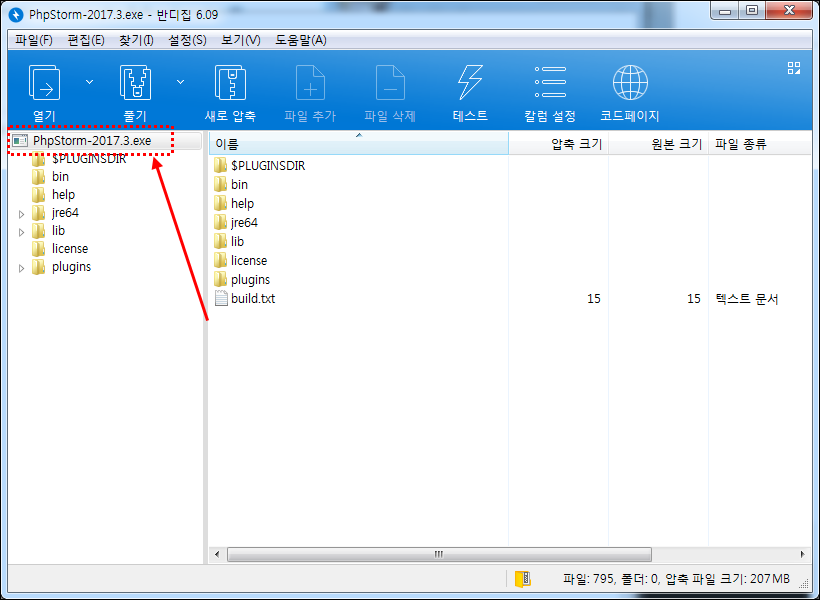 PhpStorm-2017.3.exe - 반디집 6.09
파일(F) 편집(E) 찾기(I) 설정(S) 보기(V) 도움말(A)
열기 풀기 새로 압축 파일 추가 파일 삭제 테스트 칼럼 설정 코드페이지
PhpStorm-2017.3.exe
$PLUGINSDIR
bin
help
jre64
lib
license
plugins
이름 압축 크기 원본 크기 파일 종류
$PLUGINSDIR
bin
help
jre64
lib
license
plugins
build.txt 15 15 텍스트 문서
파일: 795, 폴더: 0, 압축 파일 크기: 207MB